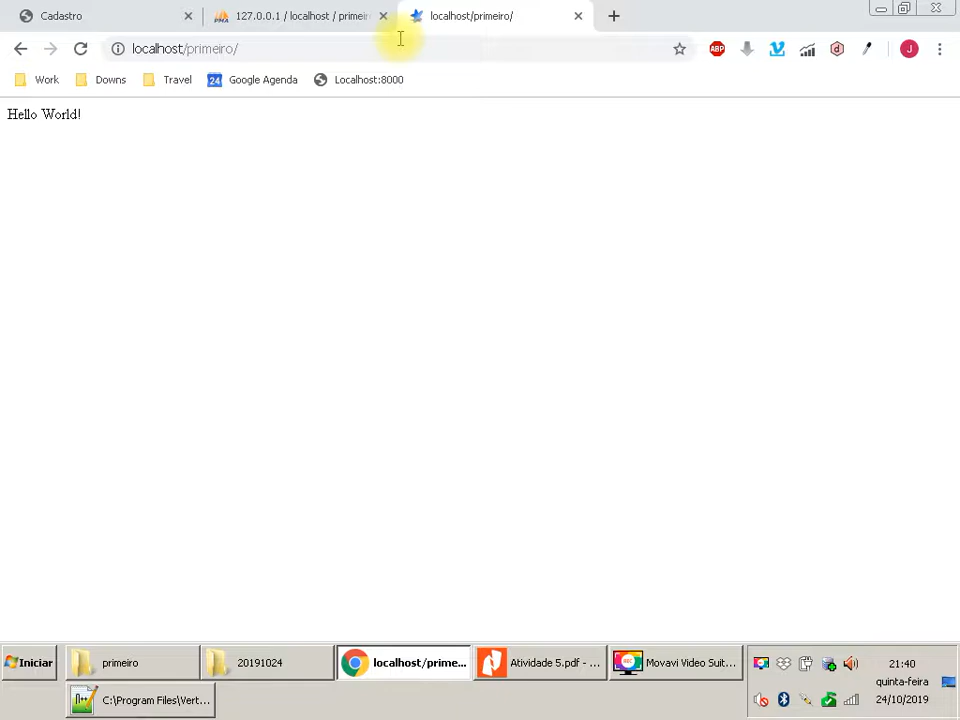 Cadastro
127.0.0.1 / localhost / primeir
localhost/primeiro/
localhost/primeiro/
ABP
J
Work
Downs
Travel
24
Google Agenda
Localhost:8000
Hello World!
Iniciar
primeiro
20191024
localhost/prime...
Atividade 5.pdf - ...
Movavi Video Suit...
21:40
quinta-feira
24/10/2019
C:\Program Files\Vert...